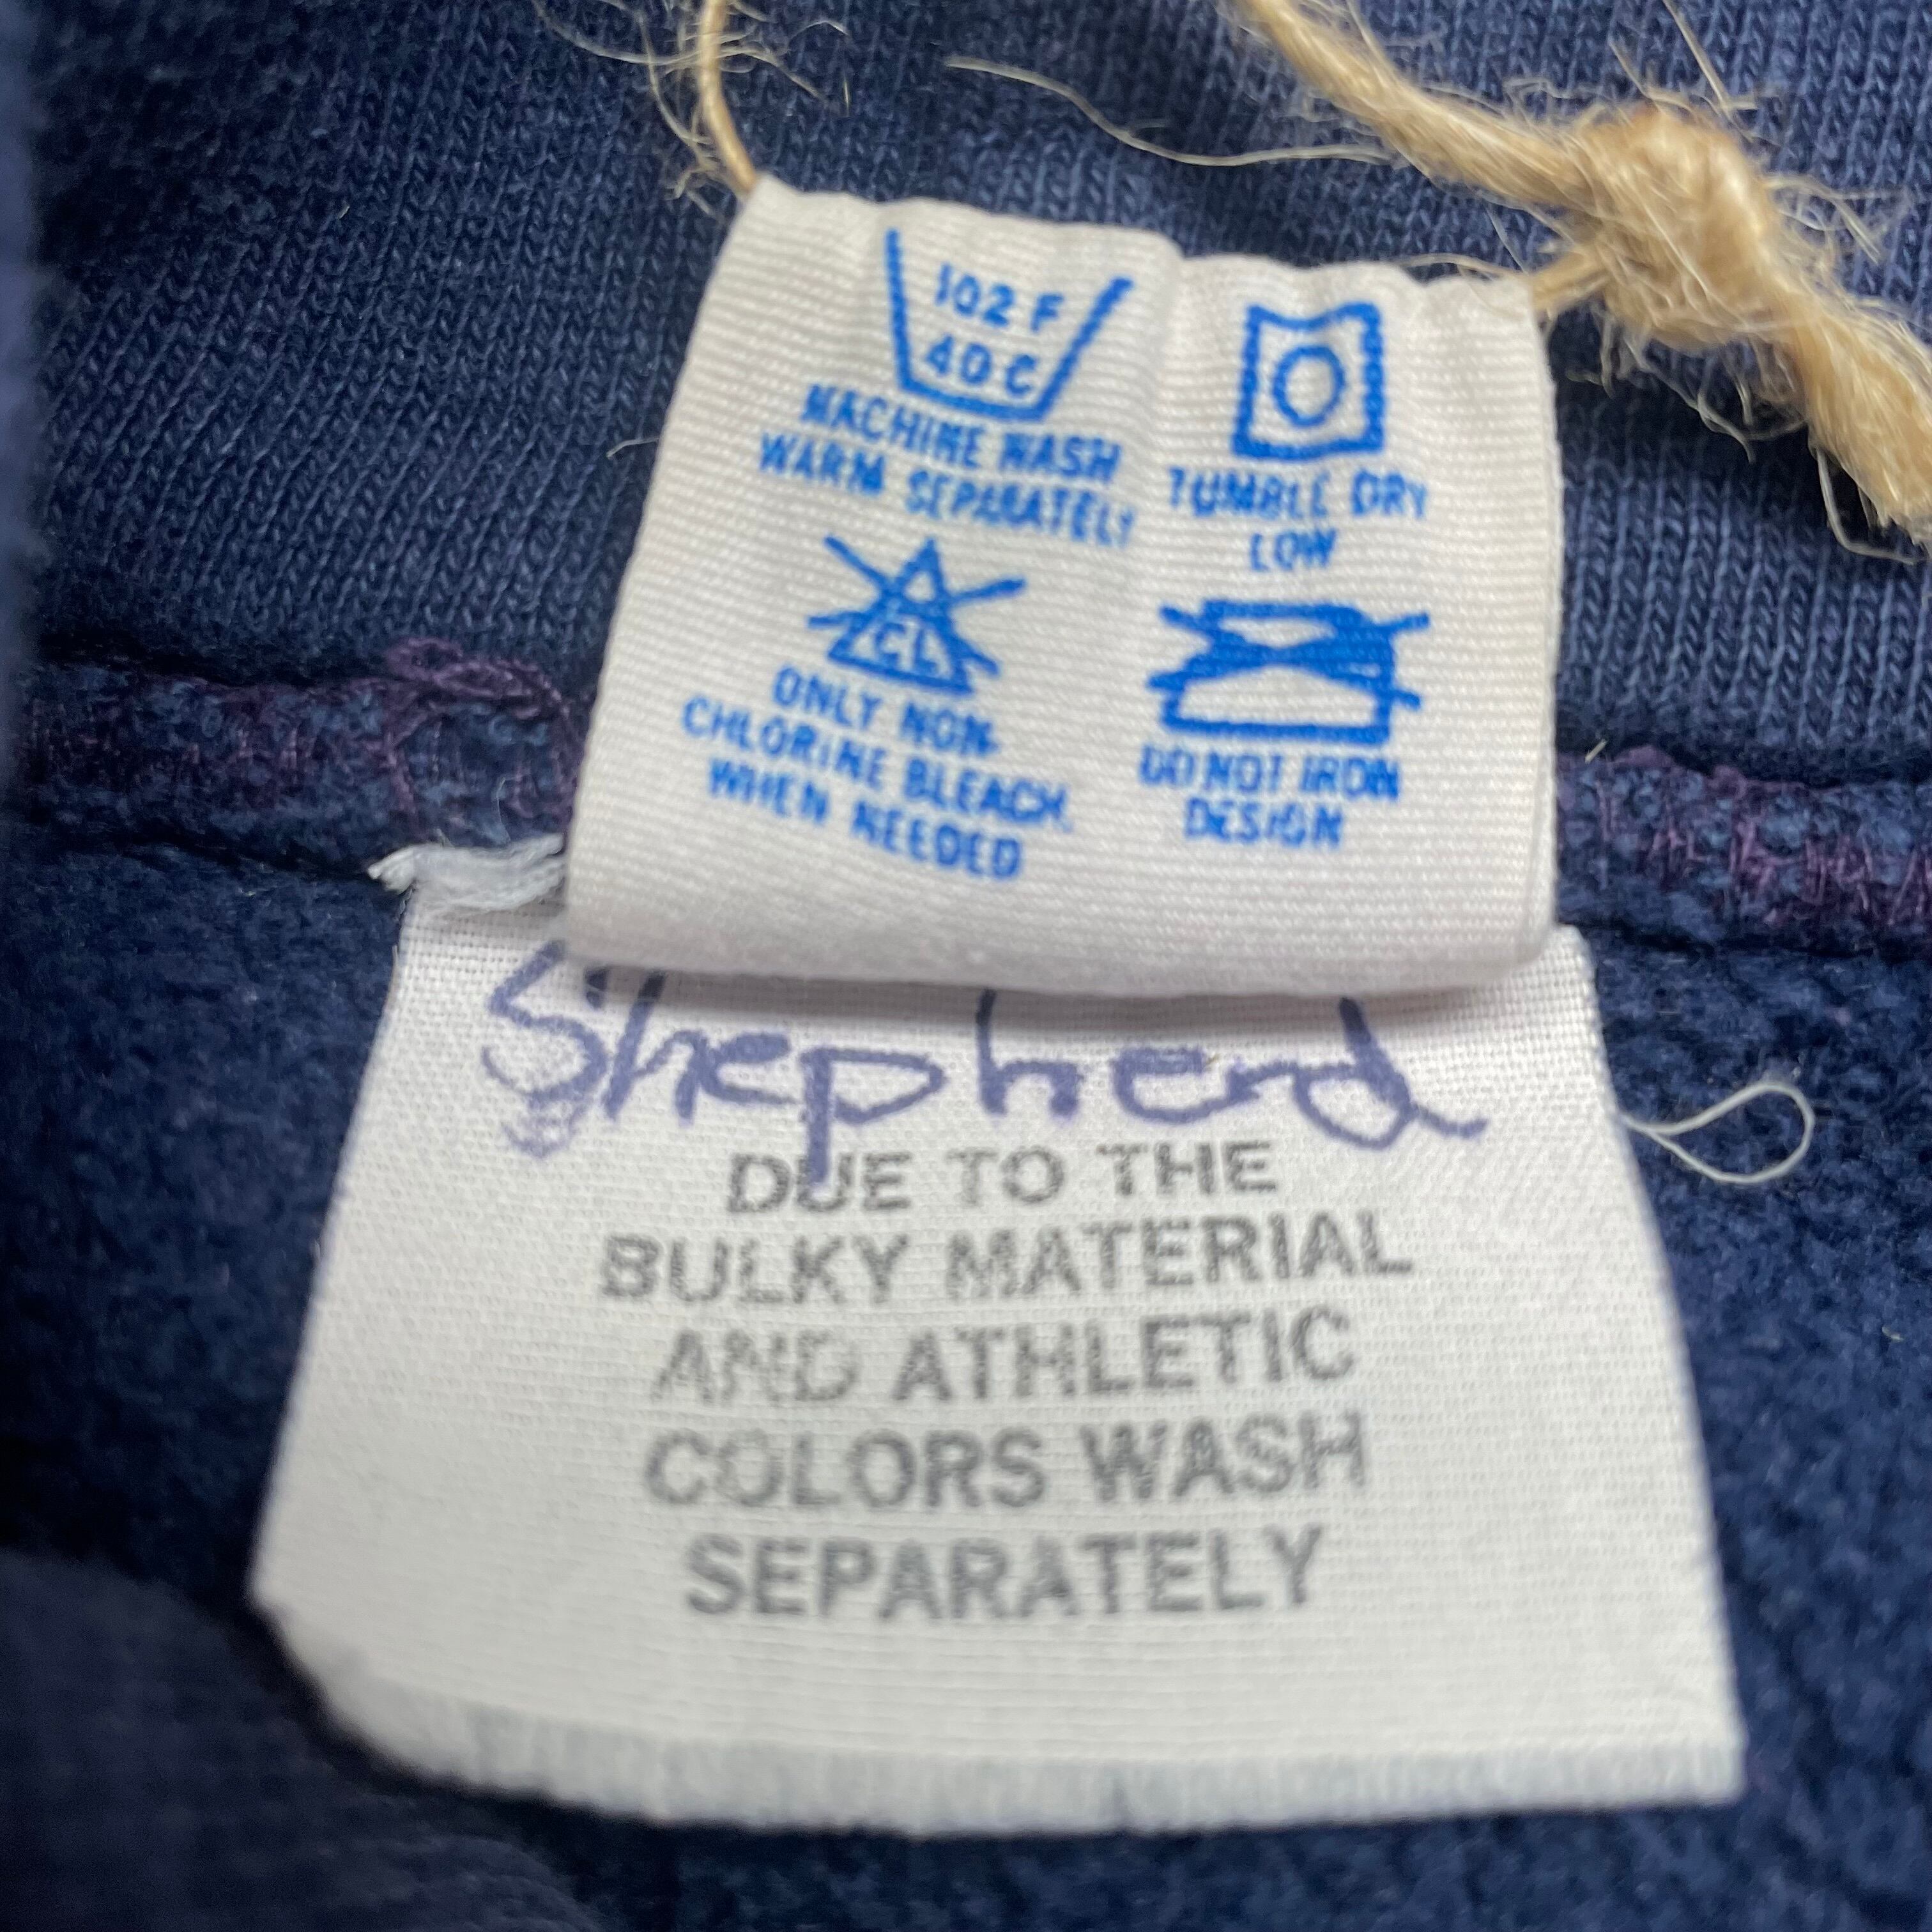 102 F
40 C
MACHINE WASH
WARM SEPARATELY
TUMBLE DRY
LOW
CL
ONLY NON-
CHLORINE BLEACH
WHEN NEEDED
DO NOT IRON
DESIGN
Shepherd
DUE TO THE
BULKY MATERIAL
AND ATHLETIC
COLORS WASH
SEPARATELY